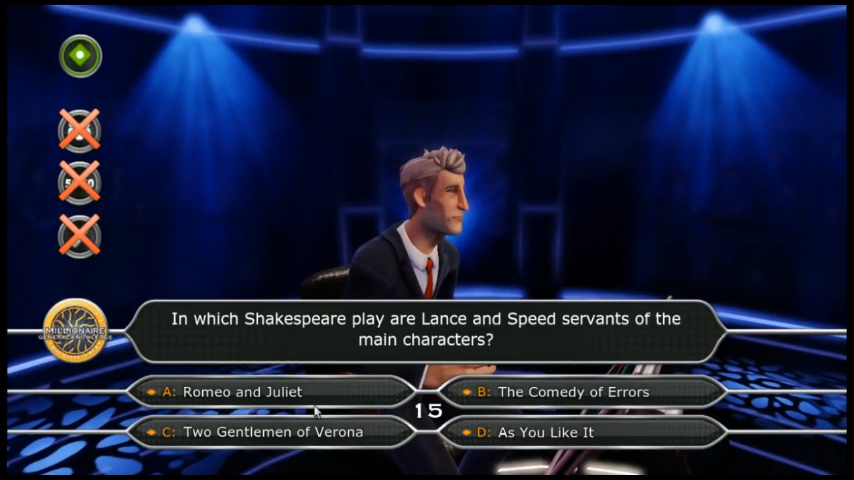 In which Shakespeare play are Lance and Speed servants of the
main characters?
MILLIONAIRE
A: Romeo and Juliet
B: The Comedy of Errors
15
C: Two Gentlemen of Verona
D: As You Like It